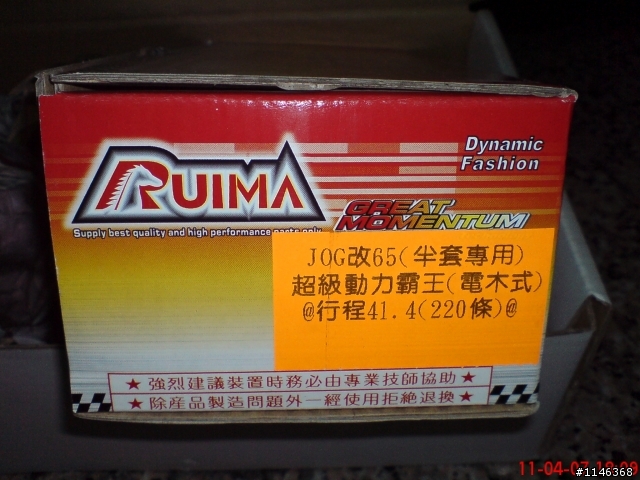 RUIMA
Dynamic
Fashion
GREAT
MOMENTUM
Supply best quality and high performance parts only
JOG改65(半套專用)
超級動力霸王(電木式)
@行程41.4(220條)@
★強烈建議裝置時務必由專業技師協助★
★除産品製造問題外一經使用拒絶退換★
#1146368